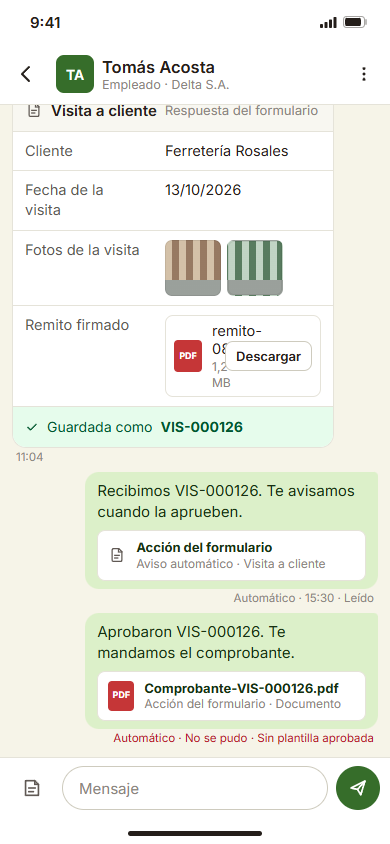 9:41
TA
Tomás Acosta
Empleado · Delta S.A.
Visita a cliente Respuesta del formulario
Cliente Ferretería Rosales
Fecha de la visita 13/10/2026
Fotos de la visita
Remito firmado
PDF
remito-
Descargar
MB
Guardada como VIS-000126
11:04
Recibimos VIS-000126. Te avisamos
cuando la aprueben.
Acción del formulario
Aviso automático · Visita a cliente
Automático · 15:30 · Leído
Aprobaron VIS-000126. Te
mandamos el comprobante.
PDF
Comprobante-VIS-000126.pdf
Acción del formulario · Documento
Automático · No se pudo · Sin plantilla aprobada
Mensaje